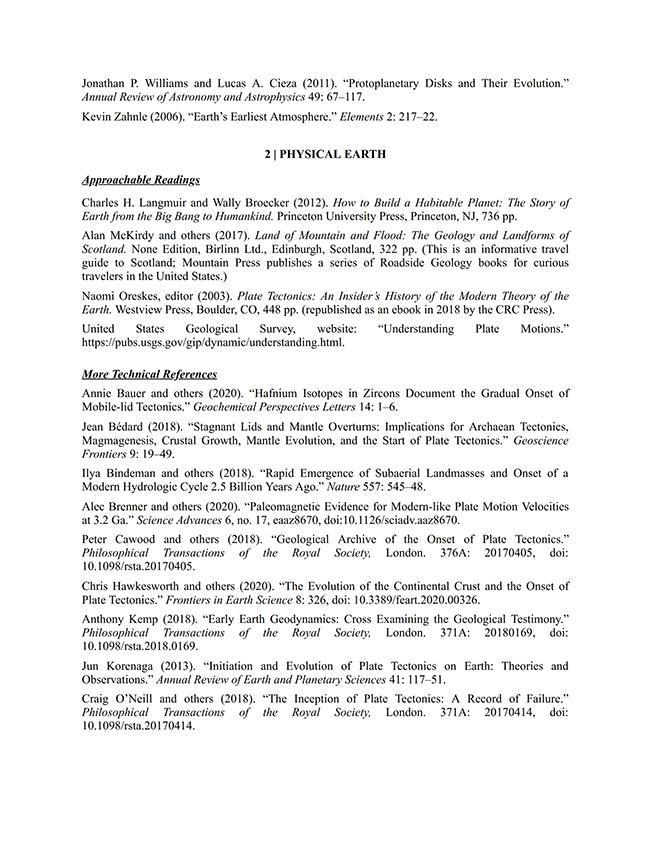 Jonathan P. Williams and Lucas A. Cieza (2011). “Protoplanetary Disks and Their Evolution.”
Annual Review of Astronomy and Astrophysics 49: 67–117.
Kevin Zahnle (2006). “Earth’s Earliest Atmosphere.” Elements 2: 217–22.
2 | PHYSICAL EARTH
Approachable Readings
Charles H. Langmuir and Wally Broecker (2012). How to Build a Habitable Planet: The Story of
Earth from the Big Bang to Humankind. Princeton University Press, Princeton, NJ, 736 pp.
Alan McKirdy and others (2017). Land of Mountain and Flood: The Geology and Landforms of
Scotland. None Edition, Birlinn Ltd., Edinburgh, Scotland, 322 pp. (This is an informative travel
guide to Scotland; Mountain Press publishes a series of Roadside Geology books for curious
travelers in the United States.)
Naomi Oreskes, editor (2003). Plate Tectonics: An Insider’s History of the Modern Theory of the
Earth. Westview Press, Boulder, CO, 448 pp. (republished as an ebook in 2018 by the CRC Press).
United States Geological Survey, website: “Understanding Plate Motions.”
https://pubs.usgs.gov/gip/dynamic/understanding.html.
More Technical References
Annie Bauer and others (2020). “Hafnium Isotopes in Zircons Document the Gradual Onset of
Mobile-lid Tectonics.” Geochemical Perspectives Letters 14: 1–6.
Jean Bédard (2018). “Stagnant Lids and Mantle Overturns: Implications for Archaean Tectonics,
Magmagenesis, Crustal Growth, Mantle Evolution, and the Start of Plate Tectonics.” Geoscience
Frontiers 9: 19–49.
Ilya Bindeman and others (2018). “Rapid Emergence of Subaerial Landmasses and Onset of a
Modern Hydrologic Cycle 2.5 Billion Years Ago.” Nature 557: 545–48.
Alec Brenner and others (2020). “Paleomagnetic Evidence for Modern-like Plate Motion Velocities
at 3.2 Ga.” Science Advances 6, no. 17, eaaz8670, doi:10.1126/sciadv.aaz8670.
Peter Cawood and others (2018). “Geological Archive of the Onset of Plate Tectonics.”
Philosophical Transactions of the Royal Society, London. 376A: 20170405, doi:
10.1098/rsta.20170405.
Chris Hawkesworth and others (2020). “The Evolution of the Continental Crust and the Onset of
Plate Tectonics.” Frontiers in Earth Science 8: 326, doi: 10.3389/feart.2020.00326.
Anthony Kemp (2018). “Early Earth Geodynamics: Cross Examining the Geological Testimony.”
Philosophical Transactions of the Royal Society, London. 371A: 20180169, doi:
10.1098/rsta.2018.0169.
Jun Korenaga (2013). “Initiation and Evolution of Plate Tectonics on Earth: Theories and
Observations.” Annual Review of Earth and Planetary Sciences 41: 117–51.
Craig O’Neill and others (2018). “The Inception of Plate Tectonics: A Record of Failure.”
Philosophical Transactions of the Royal Society, London. 371A: 20170414, doi:
10.1098/rsta.20170414.